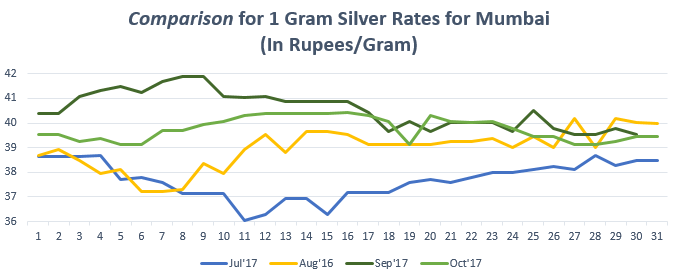 Comparison for 1 Gram Silver Rates for Mumbai
(In Rupees/Gram)
42
41
40
39
38
37
36
1 2 3 4 5 6 7 8 9 10 11 12 13 14 15 16 17 18 19 20 21 22 23 24 25 26 27 28 29 30 31
Jul'17 Aug'16 Sep'17 Oct'17